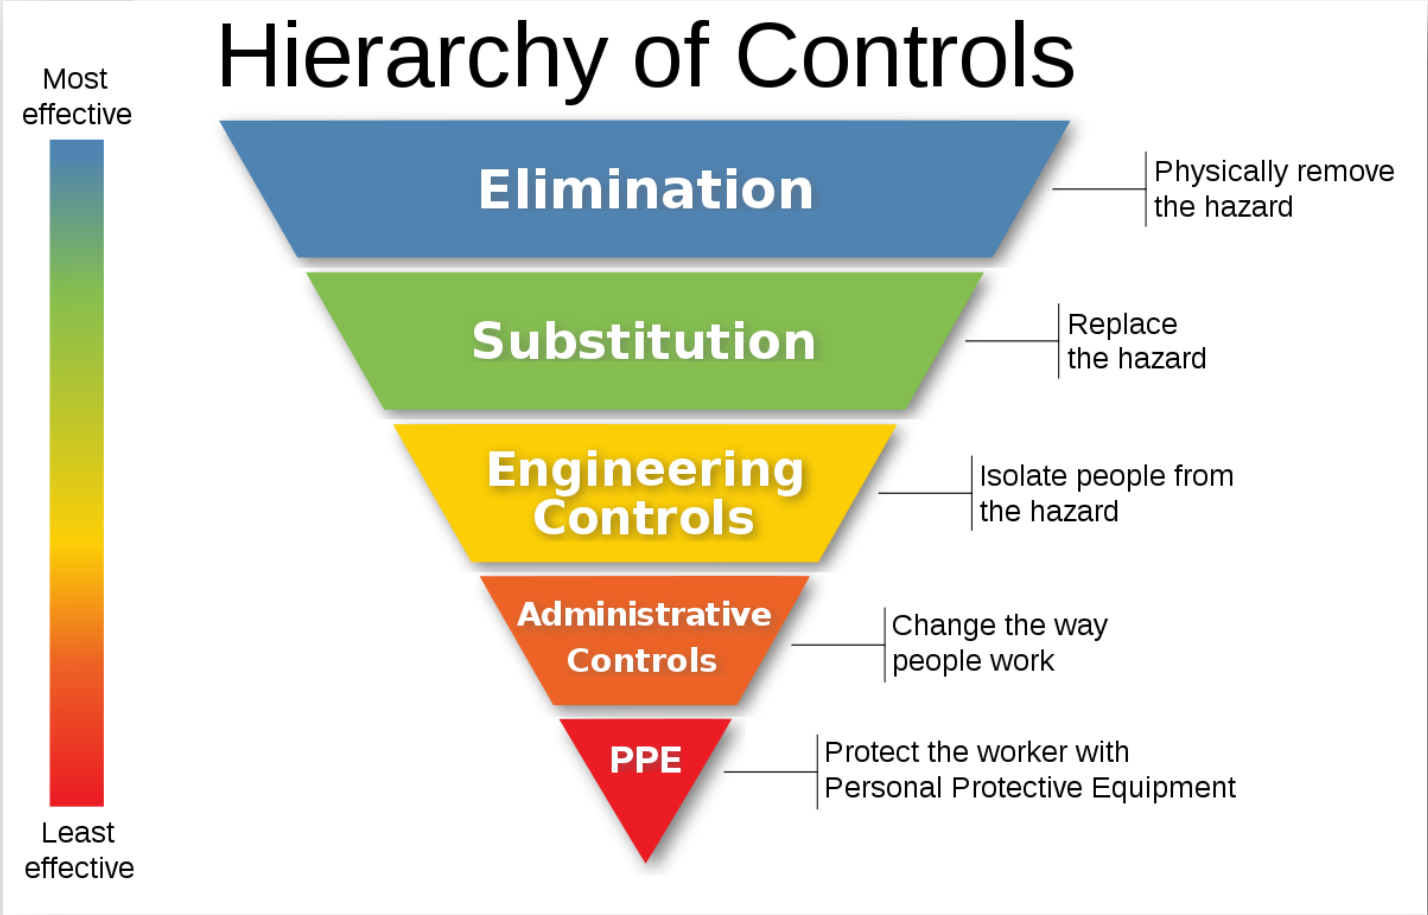 Hierarchy of Controls
Most
effective
Elimination
Physically remove
the hazard
Substitution
Replace
the hazard
Engineering
Controls
Isolate people from
the hazard
Administrative
Controls
Change the way
people work
PPE
Protect the worker with
Personal Protective Equipment
Least
effective